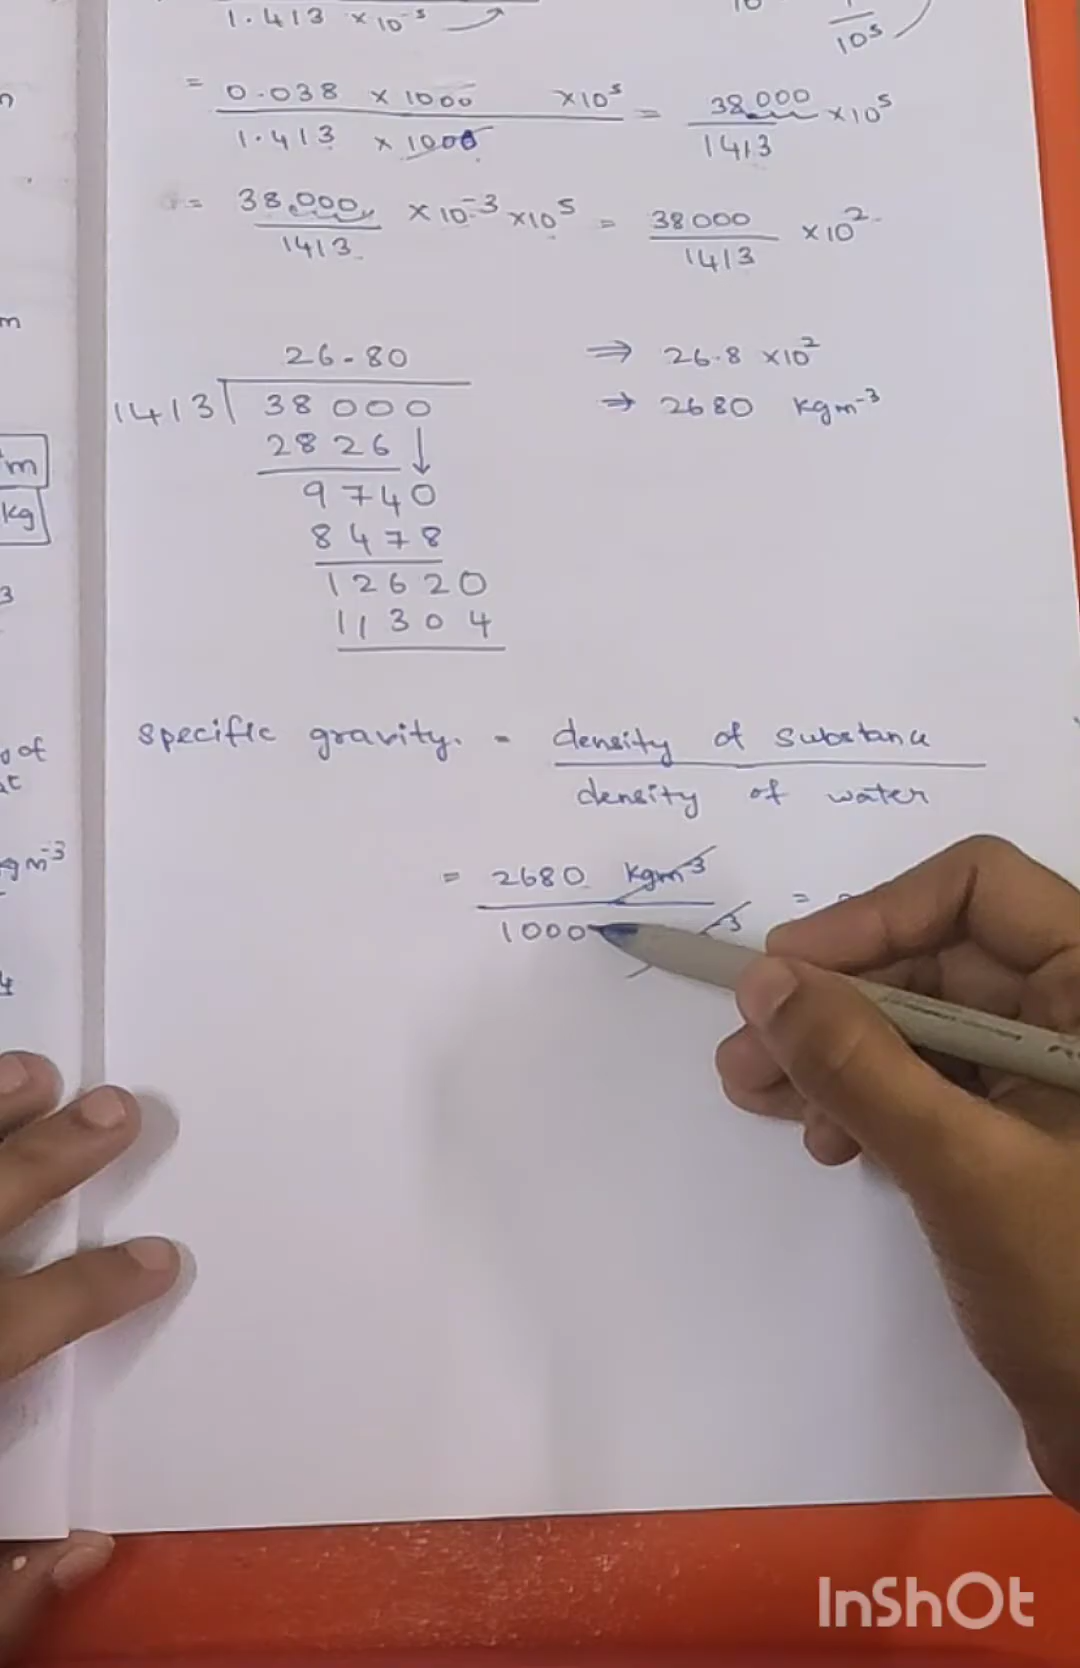 1.413 × 10⁻⁵
10⁵
= 0.038 × 1000 ×10⁵ / 1.413 × 1000 = 38.000 / 1413 ×10⁵
= 38.000 / 1413 ×10⁻³ ×10⁵ = 38000 / 1413 ×10²
26.80
1413 38000
2826
9740
8478
12620
11304
⇒ 26.8 ×10²
⇒ 2680 kgm⁻³
specific gravity. = density of substance / density of water
= 2680 kgm⁻³ / 1000 =
m
m
kg
3
of
gm⁻³
4
InShOt